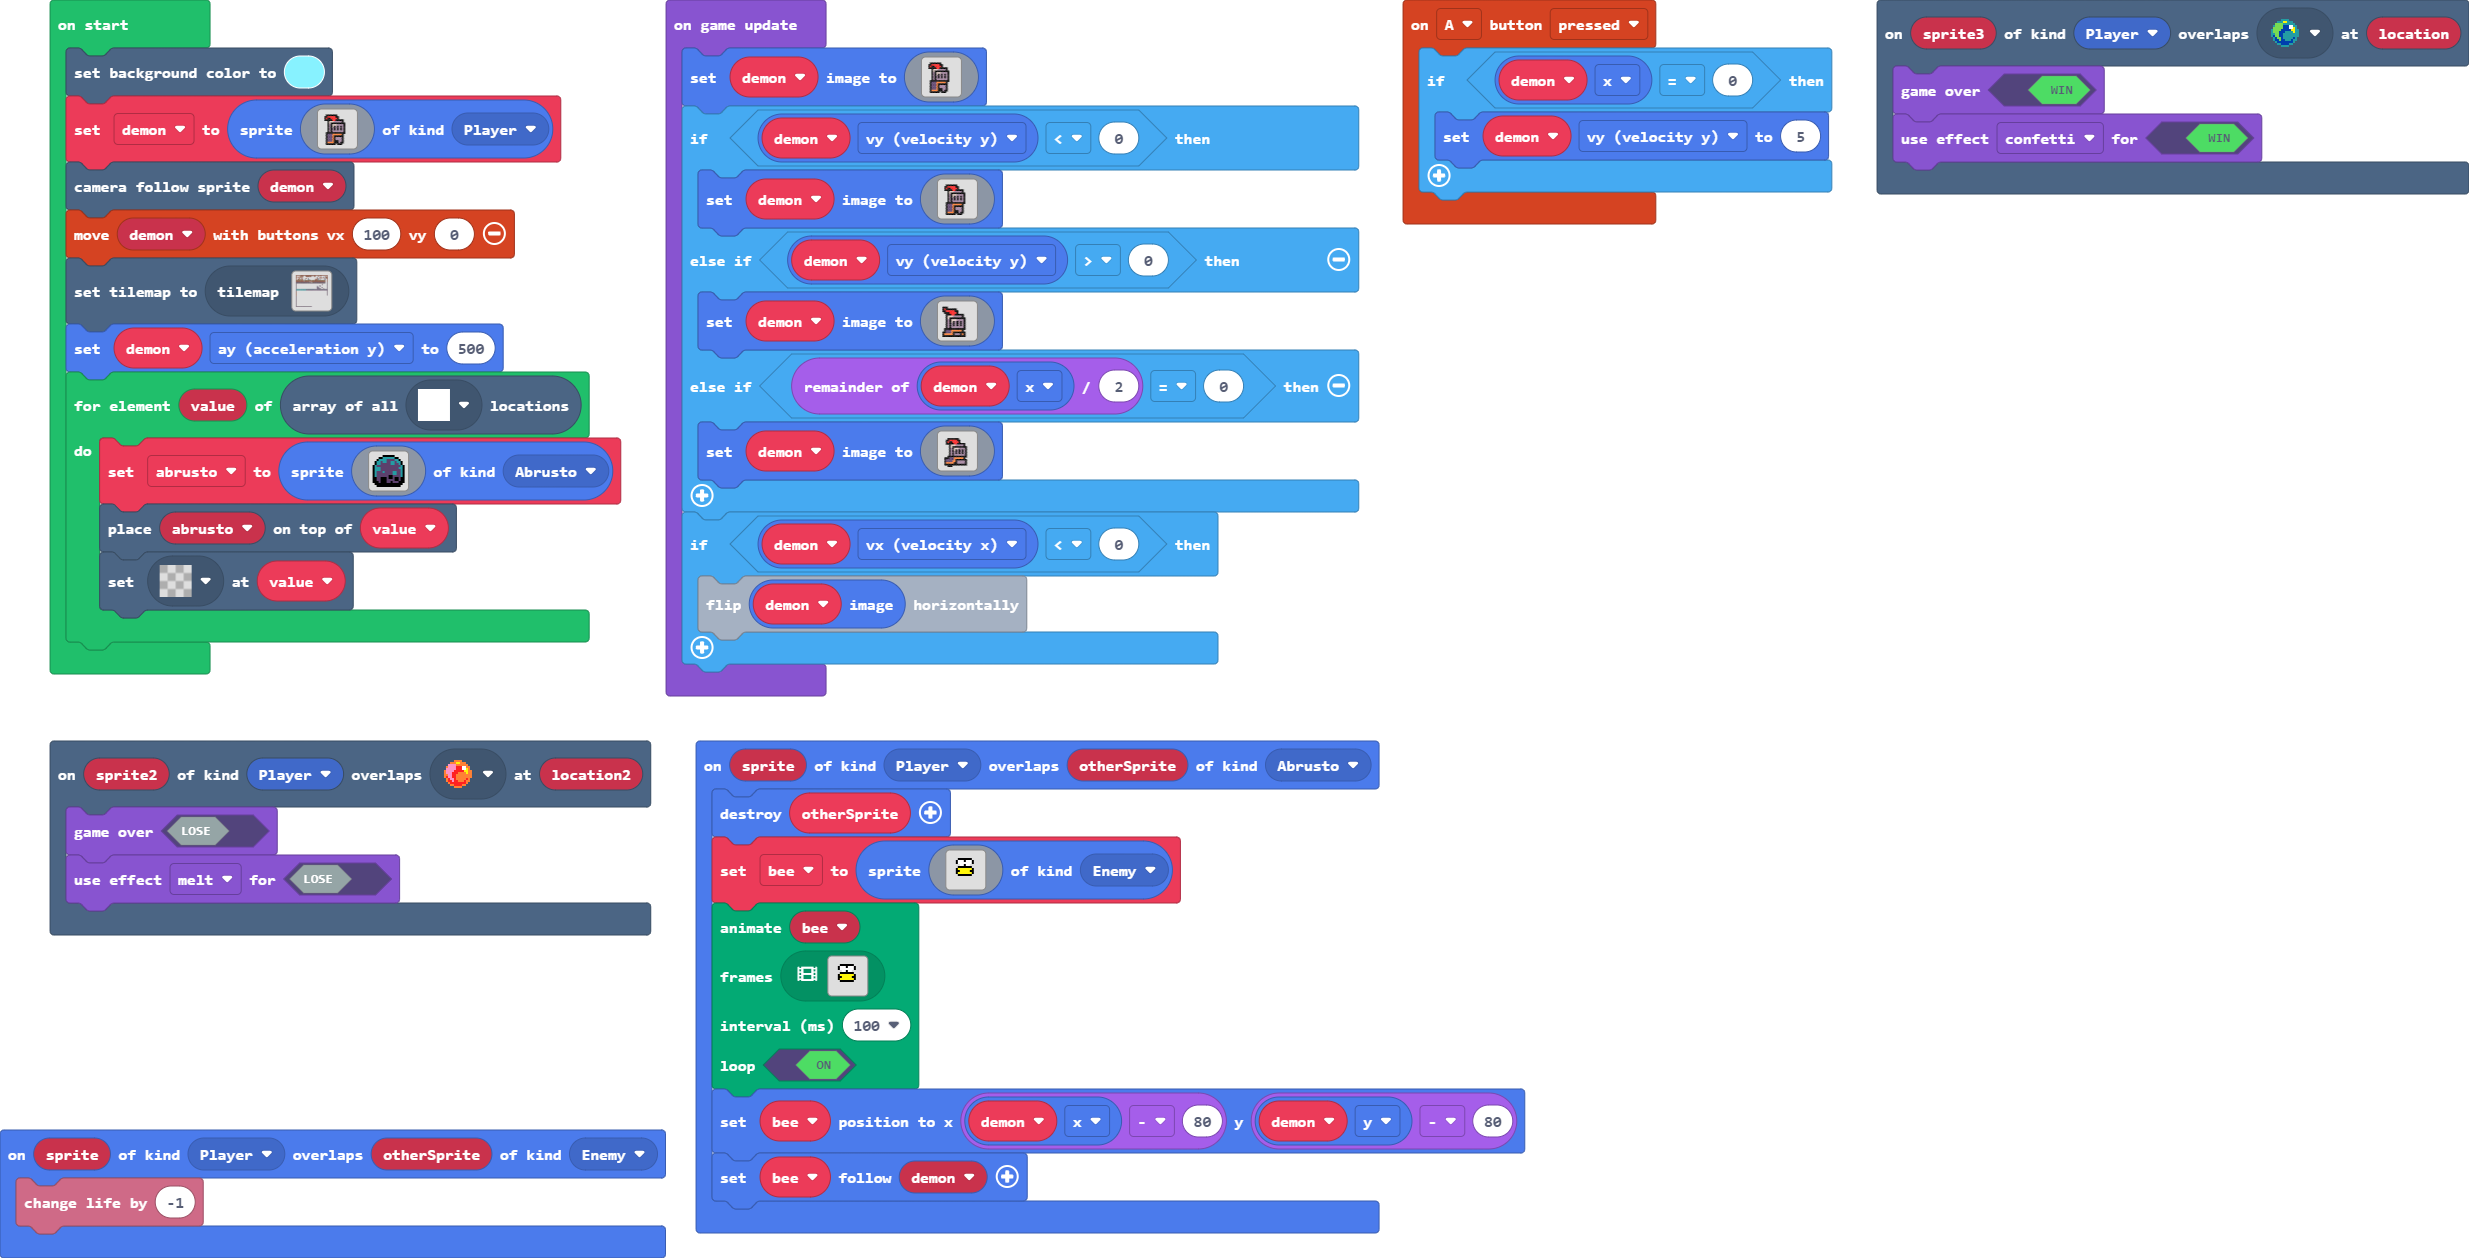 on start
set background color to
set demon to sprite of kind Player
camera follow sprite demon
move demon with buttons vx 100 vy 0
set tilemap to tilemap
set demon ay (acceleration y) to 500
for element value of array of all locations
do
set abrusto to sprite of kind Abrusto
place abrusto on top of value
set at value
on game update
set demon image to
if demon vy (velocity y) < 0 then
set demon image to
else if demon vy (velocity y) > 0 then
set demon image to
else if remainder of demon x / 2 = 0 then
set demon image to
if demon vx (velocity x) < 0 then
flip demon image horizontally
on A button pressed
if demon x = 0 then
set demon vy (velocity y) to 5
on sprite3 of kind Player overlaps at location
game over WIN
use effect confetti for WIN
on sprite2 of kind Player overlaps at location2
game over LOSE
use effect melt for LOSE
on sprite of kind Player overlaps otherSprite of kind Abrusto
destroy otherSprite
set bee to sprite of kind Enemy
animate bee
frames
interval (ms) 100
loop ON
set bee position to x demon x - 80 y demon y - 80
set bee follow demon
on sprite of kind Player overlaps otherSprite of kind Enemy
change life by -1